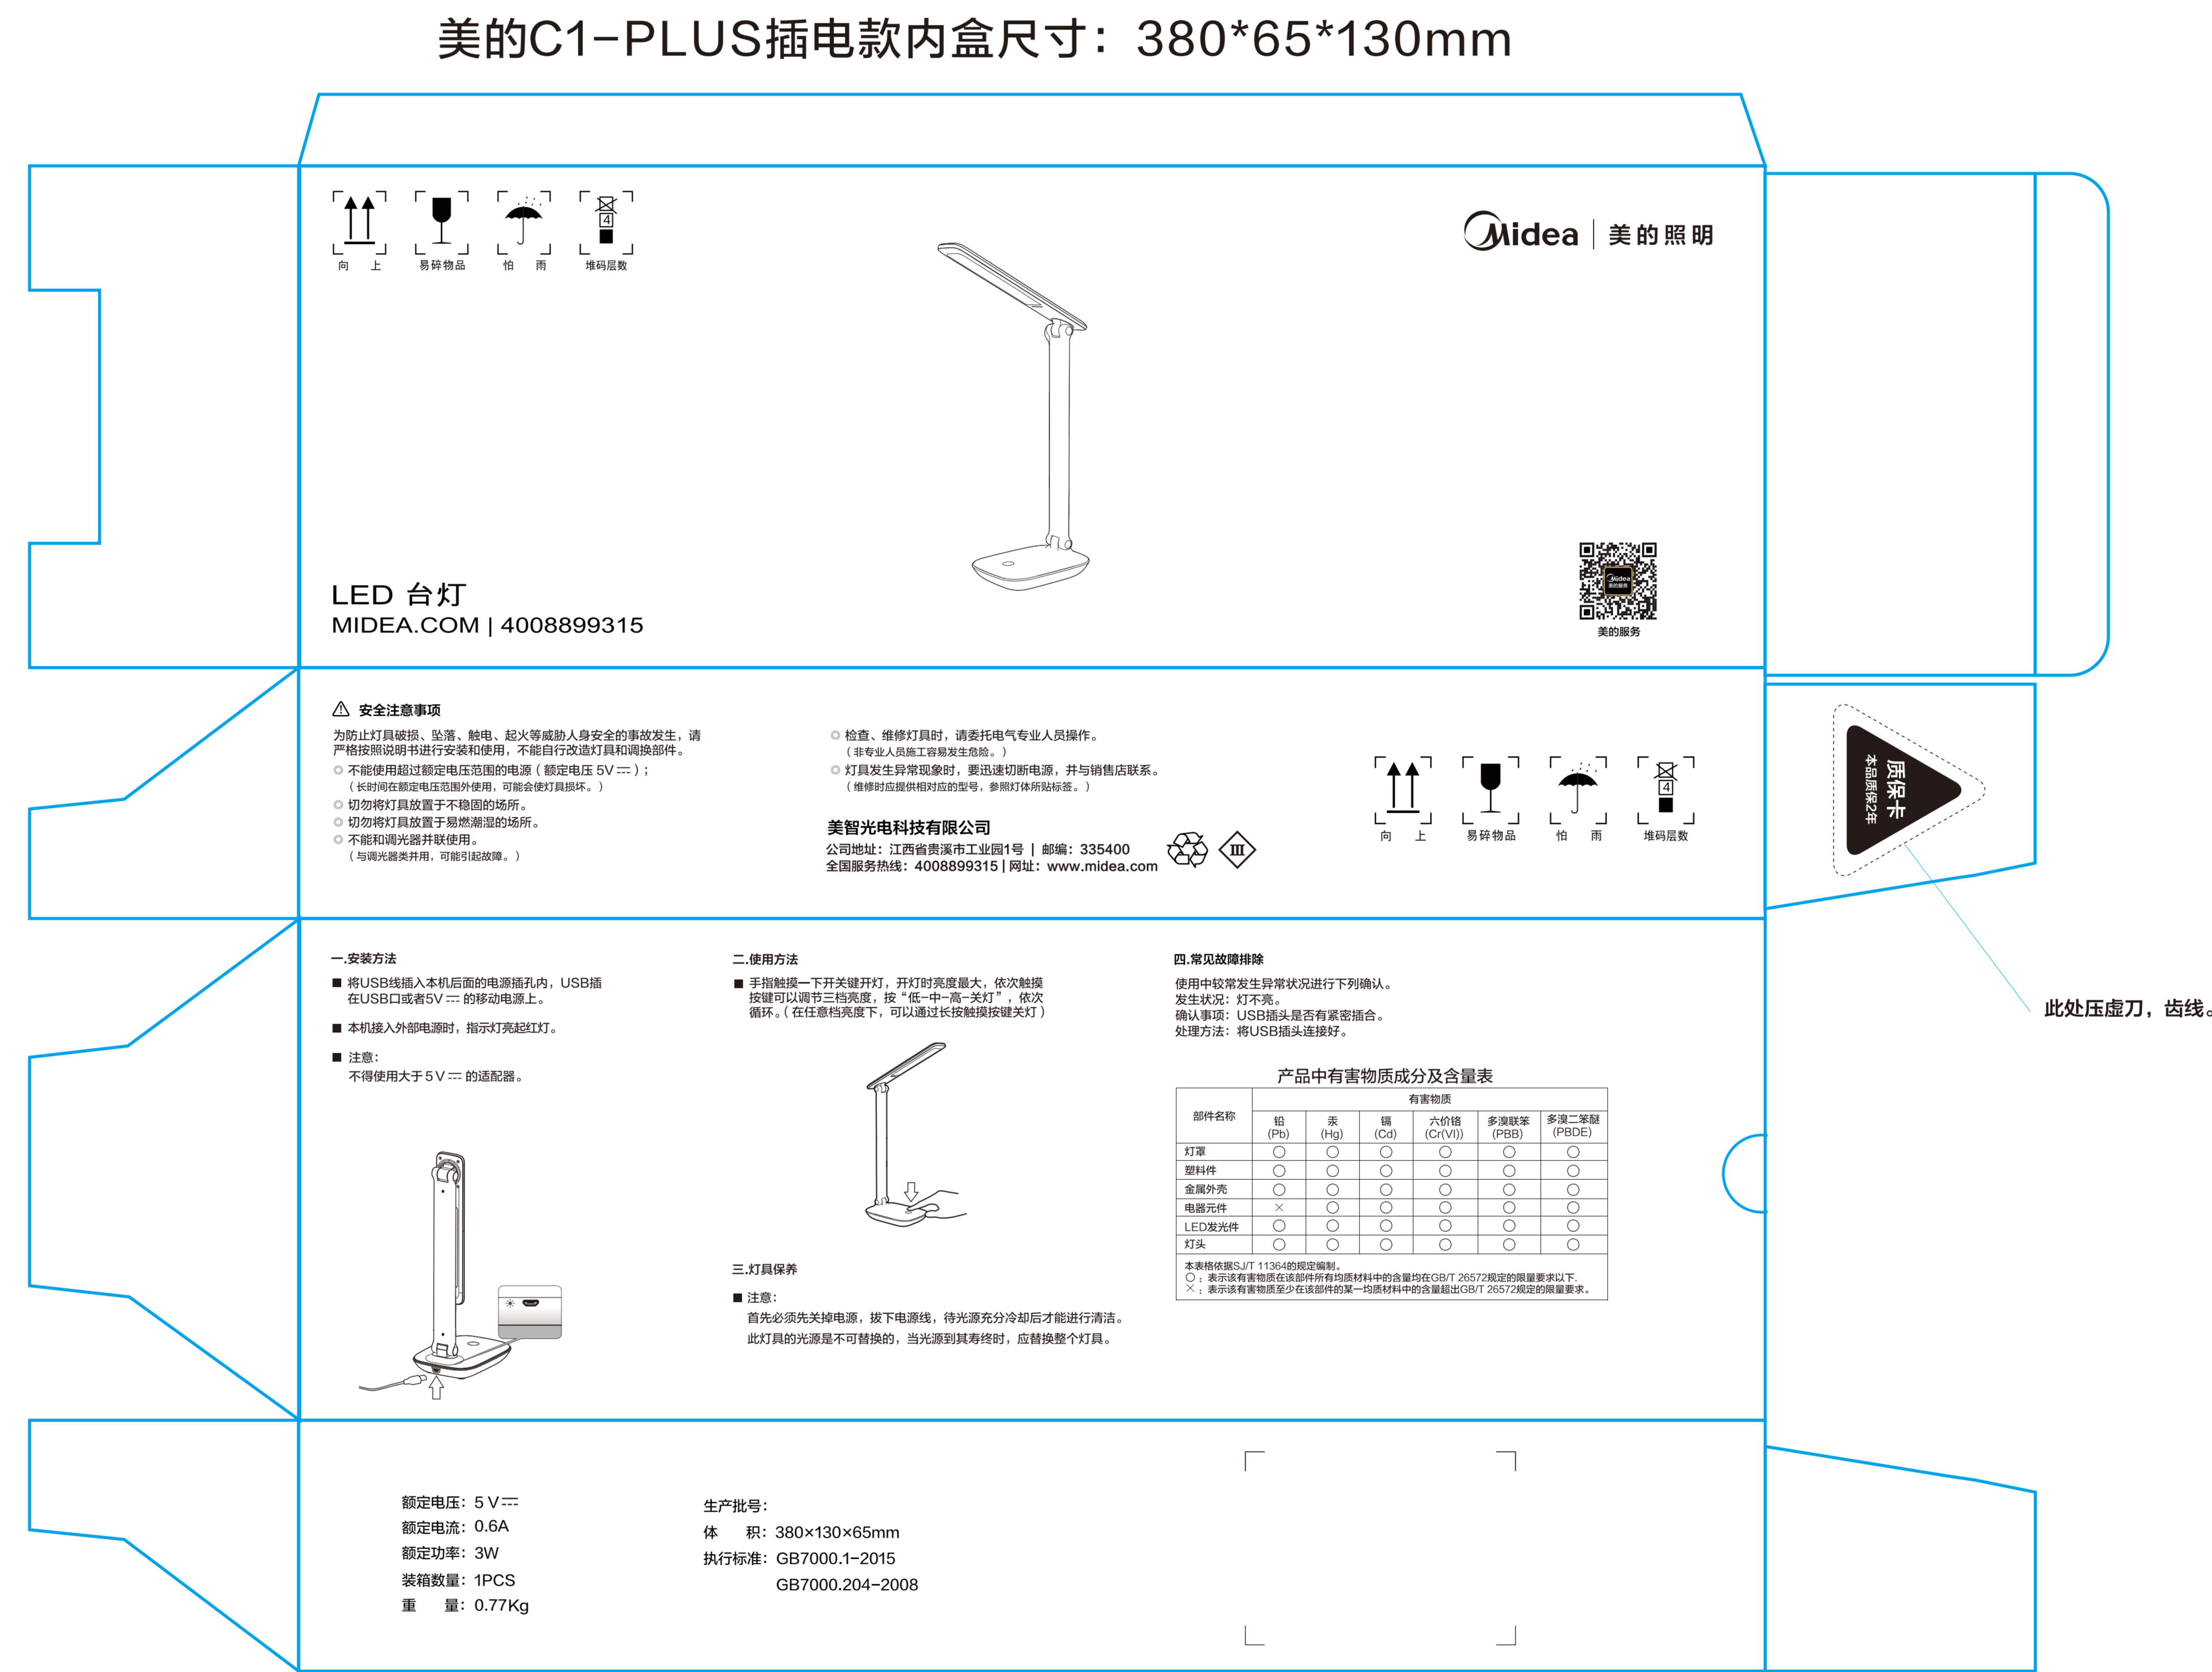 美的C1-PLUS插电款内盒尺寸：380*65*130mm
向 上
易碎物品
怕 雨
4
堆码层数
Midea | 美的照明
LED 台灯
MIDEA.COM | 4008899315
Midea
美的服务
美的服务
安全注意事项
为防止灯具破损、坠落、触电、起火等威胁人身安全的事故发生，请
严格按照说明书进行安装和使用，不能自行改造灯具和调换部件。
◎ 不能使用超过额定电压范围的电源（额定电压 5V⎓）；
（长时间在额定电压范围外使用，可能会使灯具损坏。）
◎ 切勿将灯具放置于不稳固的场所。
◎ 切勿将灯具放置于易燃潮湿的场所。
◎ 不能和调光器并联使用。
（与调光器类并用，可能引起故障。）
◎ 检查、维修灯具时，请委托电气专业人员操作。
（非专业人员施工容易发生危险。）
◎ 灯具发生异常现象时，要迅速切断电源，并与销售店联系。
（维修时应提供相对应的型号，参照灯体所贴标签。）
美智光电科技有限公司
公司地址：江西省贵溪市工业园1号 | 邮编：335400
全国服务热线：4008899315 | 网址：www.midea.com
III
向 上
易碎物品
怕 雨
4
堆码层数
质保卡
本品质保2年
此处压虚刀，齿线。
一.安装方法
■ 将USB线插入本机后面的电源插孔内，USB插
在USB口或者5V ⎓ 的移动电源上。
■ 本机接入外部电源时，指示灯亮起红灯。
■ 注意：
不得使用大于 5 V ⎓ 的适配器。
二.使用方法
■ 手指触摸一下开关键开灯，开灯时亮度最大，依次触摸
按键可以调节三档亮度，按“低-中-高-关灯”，依次
循环。（在任意档亮度下，可以通过长按触摸按键关灯）
三.灯具保养
■ 注意：
首先必须先关掉电源，拔下电源线，待光源充分冷却后才能进行清洁。
此灯具的光源是不可替换的，当光源到其寿终时，应替换整个灯具。
四.常见故障排除
使用中较常发生异常状况进行下列确认。
发生状况：灯不亮。
确认事项：USB插头是否有紧密插合。
处理方法：将USB插头连接好。
产品中有害物质成分及含量表
部件名称 有害物质
铅 汞 镉 六价铬 多溴联苯 多溴二苯醚
(Pb) (Hg) (Cd) (Cr(VI)) (PBB) (PBDE)
灯罩 ○ ○ ○ ○ ○ ○
塑料件 ○ ○ ○ ○ ○ ○
金属外壳 ○ ○ ○ ○ ○ ○
电器元件 × ○ ○ ○ ○ ○
LED发光件 ○ ○ ○ ○ ○ ○
灯头 ○ ○ ○ ○ ○ ○
本表格依据SJ/T 11364的规定编制。
○：表示该有害物质在该部件所有均质材料中的含量均在GB/T 26572规定的限量要求以下.
×：表示该有害物质至少在该部件的某一均质材料中的含量超出GB/T 26572规定的限量要求。
额定电压：5 V⎓
额定电流：0.6A
额定功率：3W
装箱数量：1PCS
重 量：0.77Kg
生产批号：
体 积：380×130×65mm
执行标准：GB7000.1-2015
GB7000.204-2008